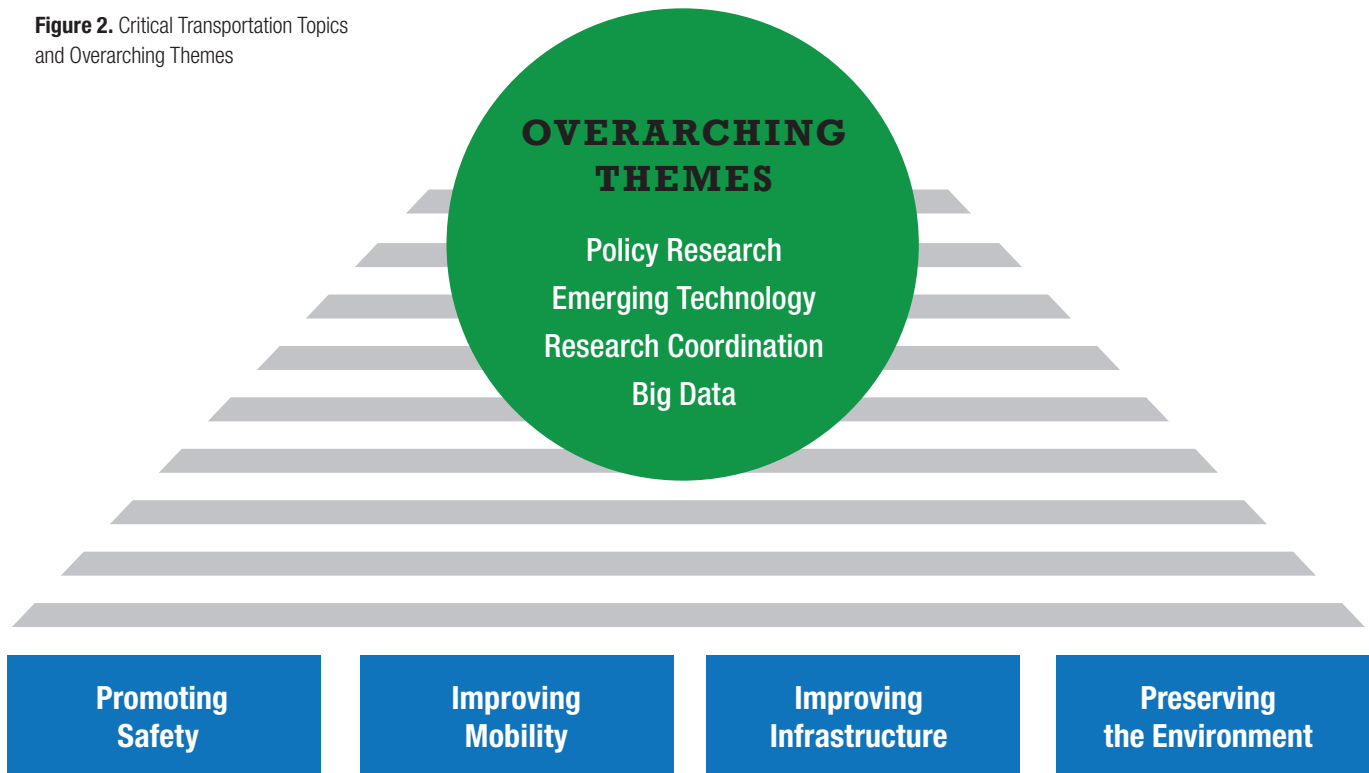 Figure 2. Critical Transportation Topics
and Overarching Themes
OVERARCHING
THEMES
Policy Research
Emerging Technology
Research Coordination
Big Data
Promoting
Safety
Improving
Mobility
Improving
Infrastructure
Preserving
the Environment